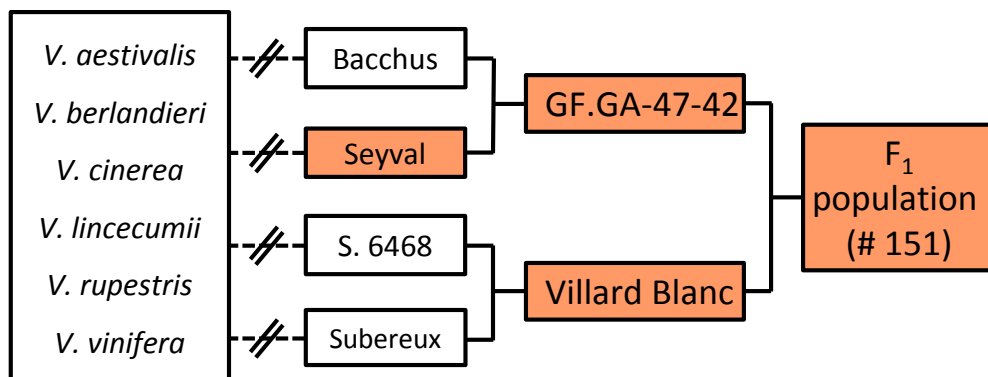 V. aestivalis
V. berlandieri
V. cinerea
V. lincecumii
V. rupestris
V. vinifera
Bacchus
Seyval
S. 6468
Subereux
GF.GA-47-42
Villard Blanc
F₁
population
(# 151)